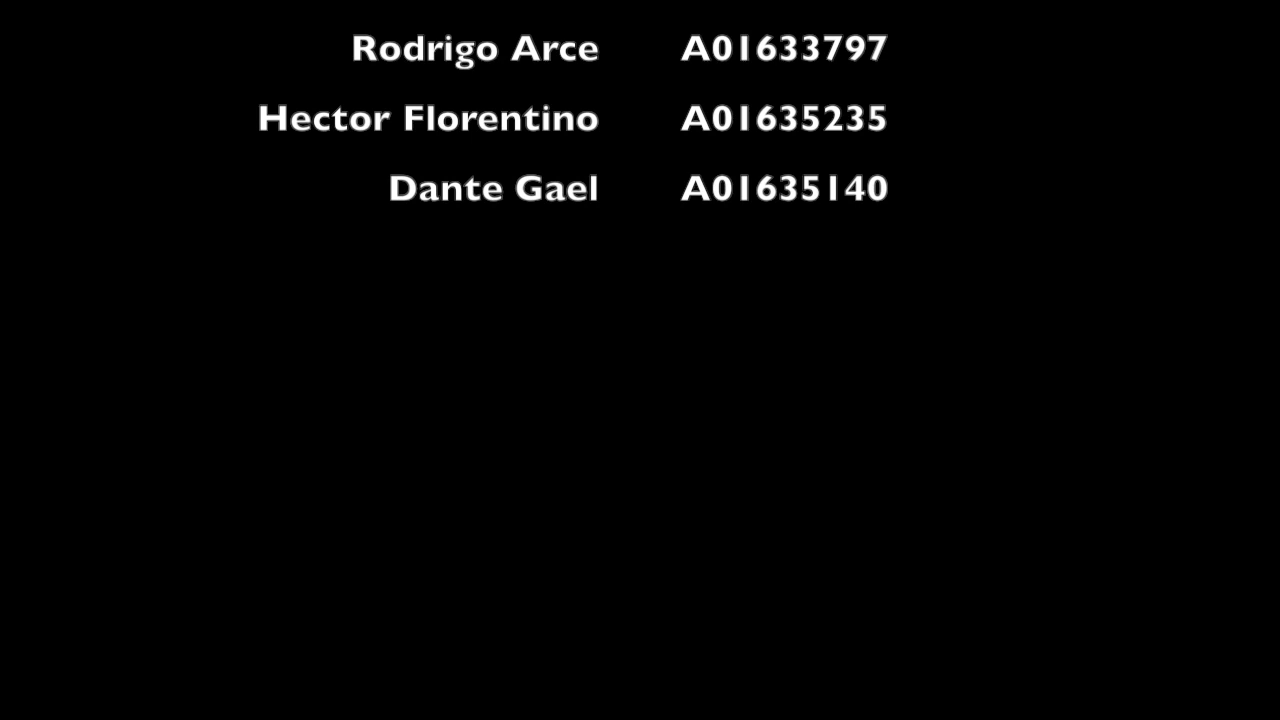 Rodrigo Arce A01633797
Hector Florentino A01635235
Dante Gael A01635140